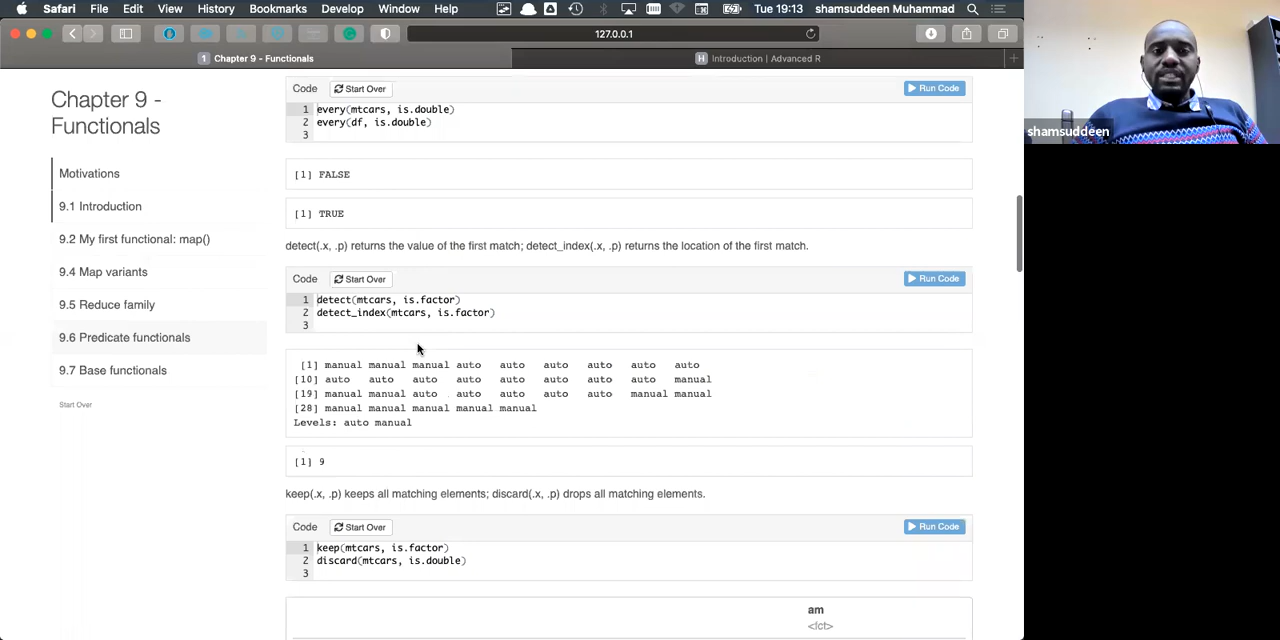 Safari File Edit View History Bookmarks Develop Window Help Tue 19:13 shamsuddeen Muhammad
127.0.0.1
1 Chapter 9 - Functionals
H Introduction | Advanced R
Chapter 9 -
Functionals
Motivations
9.1 Introduction
9.2 My first functional: map()
9.4 Map variants
9.5 Reduce family
9.6 Predicate functionals
9.7 Base functionals
Start Over
Code Start Over Run Code
1 every(mtcars, is.double)
2 every(df, is.double)
3
[1] FALSE
[1] TRUE
detect(.x, .p) returns the value of the first match; detect_index(.x, .p) returns the location of the first match.
Code Start Over Run Code
1 detect(mtcars, is.factor)
2 detect_index(mtcars, is.factor)
3
[1] manual manual manual auto auto auto auto auto auto
[10] auto auto auto auto auto auto auto auto manual
[19] manual manual auto auto auto auto auto manual manual
[28] manual manual manual manual manual
Levels: auto manual
[1] 9
keep(.x, .p) keeps all matching elements; discard(.x, .p) drops all matching elements.
Code Start Over Run Code
1 keep(mtcars, is.factor)
2 discard(mtcars, is.double)
3
am
<fct>
shamsuddeen